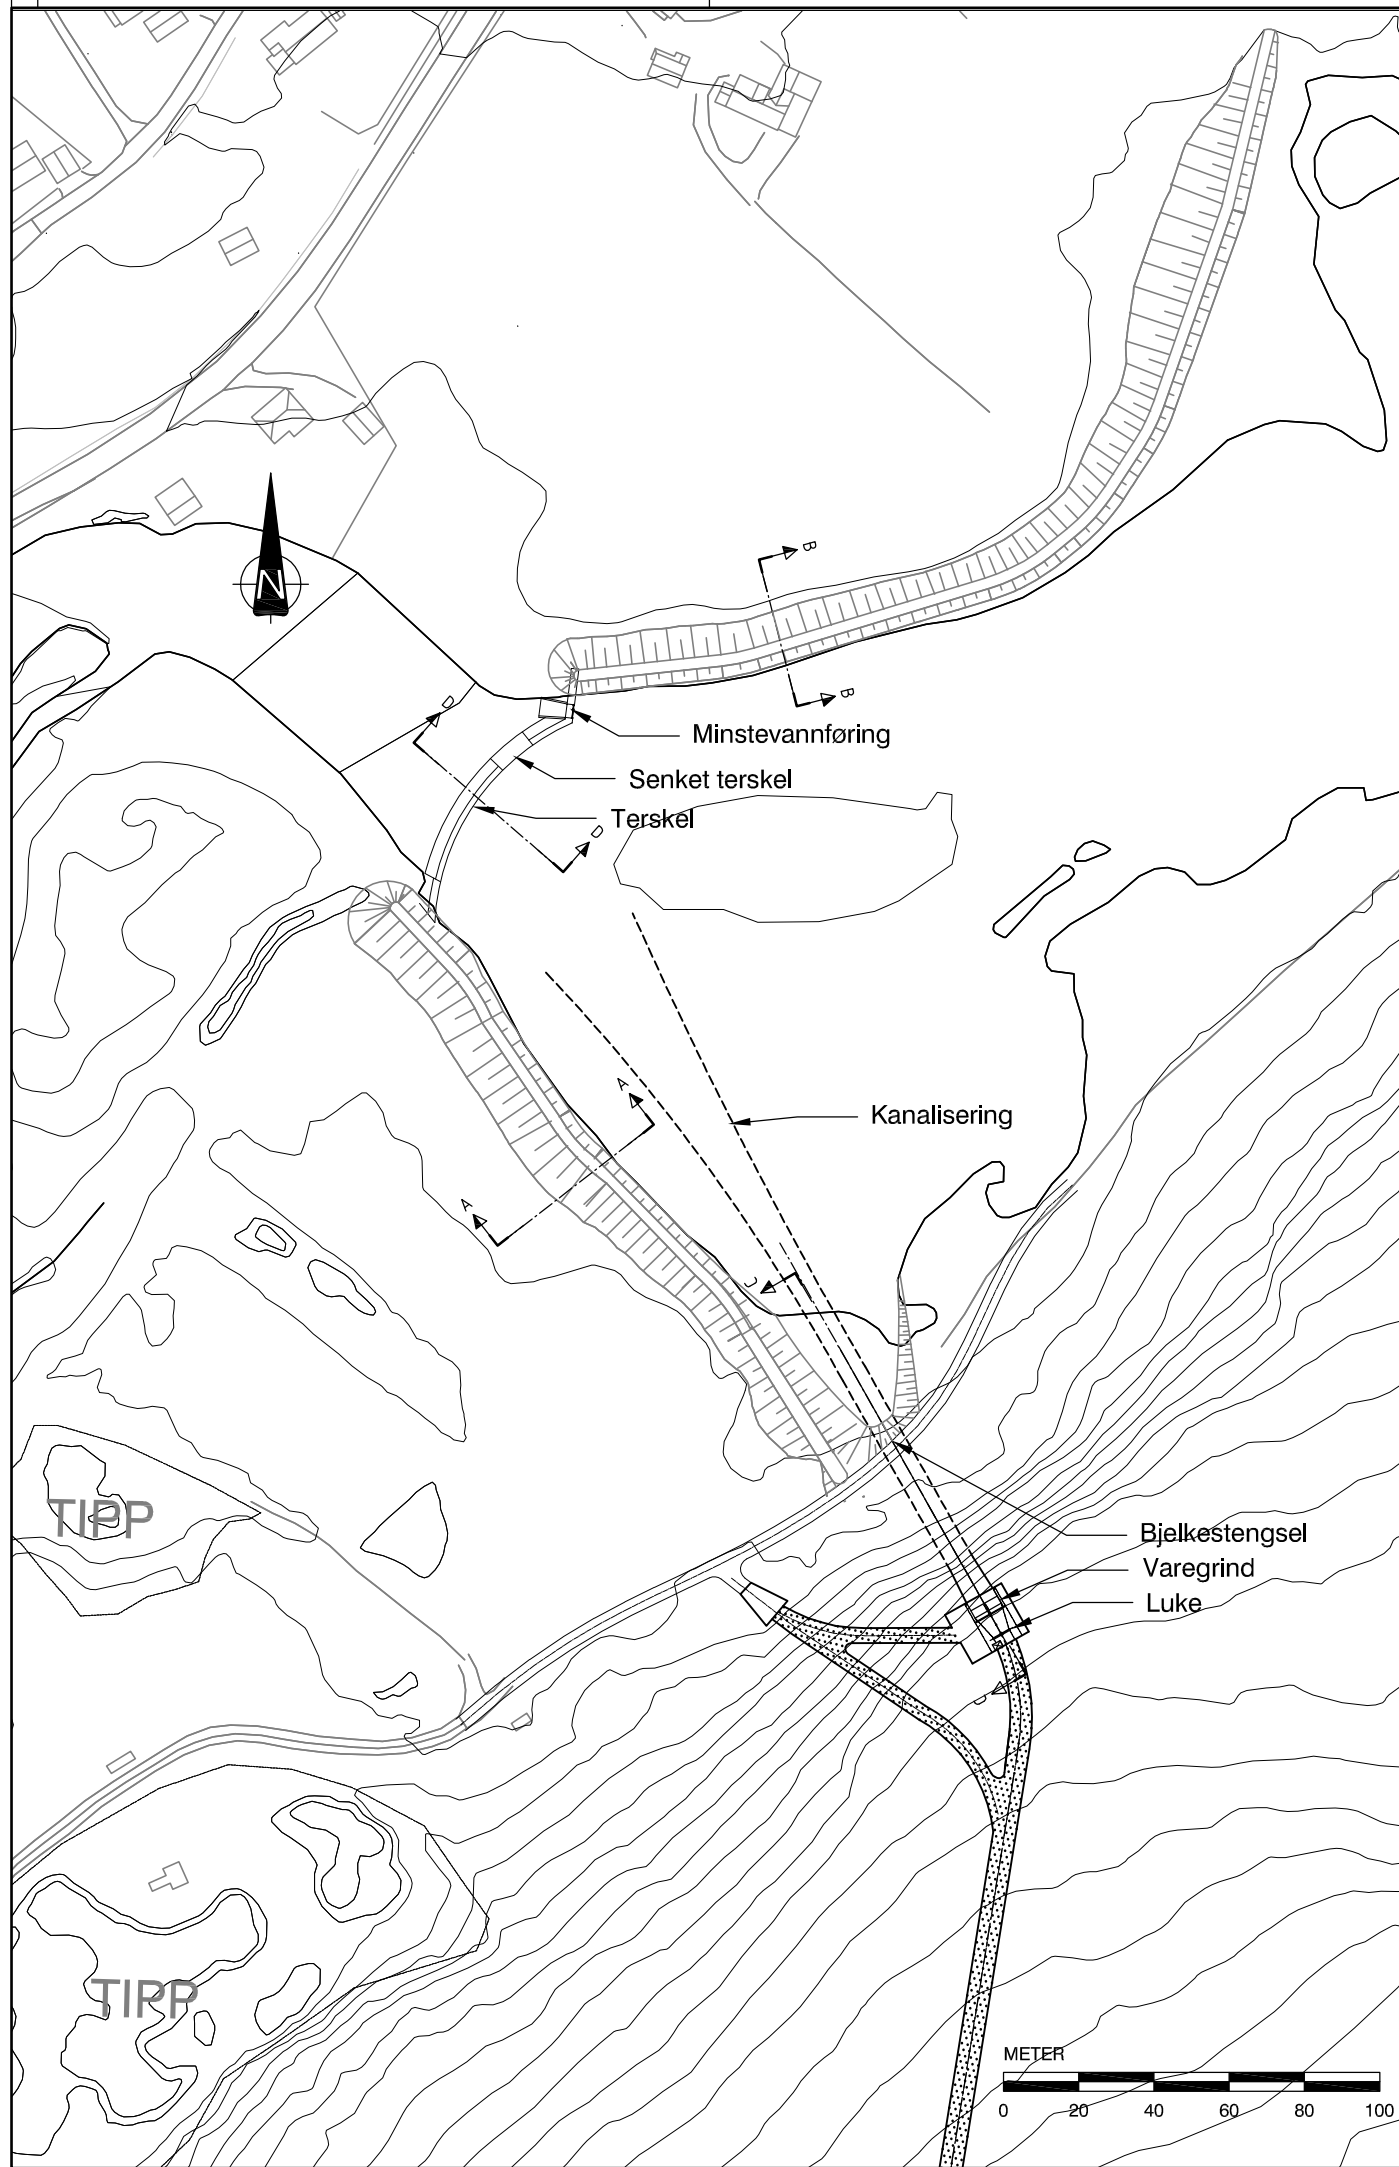 N
B
B
D
Minstevannføring
Senket terskel
Terskel
D
A
Kanalisering
A
C
Bjelkestengsel
TIPP
Varegrind
Luke
C
TIPP
METER
0 20 40 60 80 100